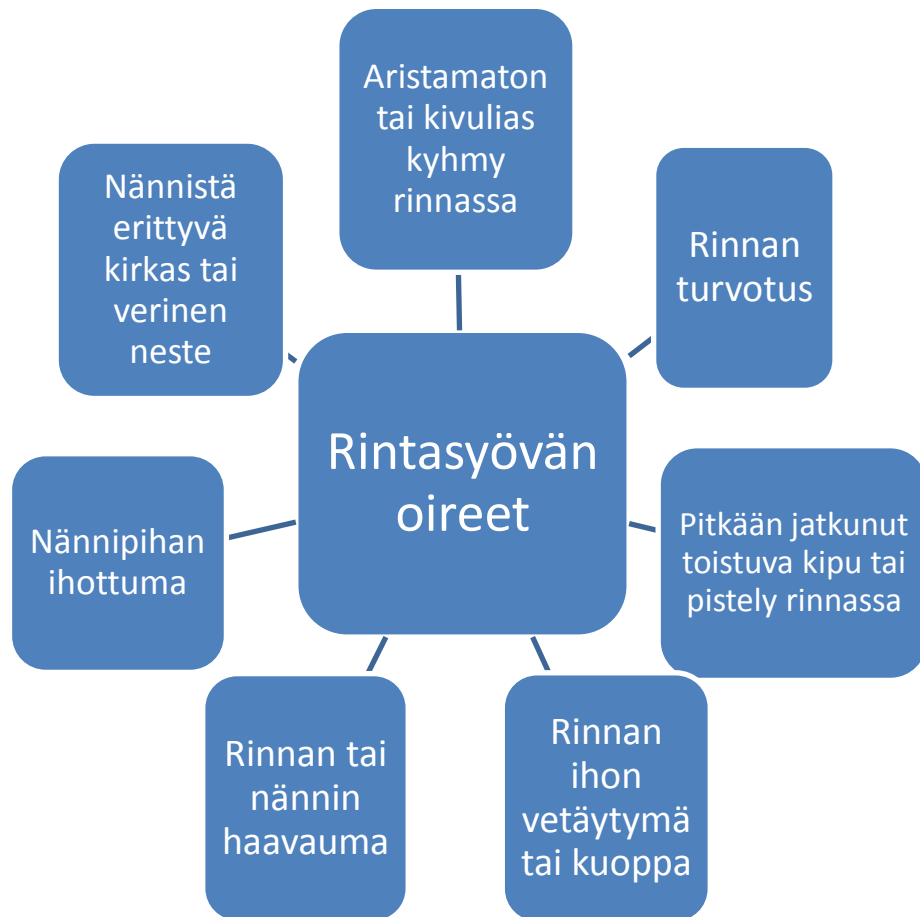 Aristamaton
tai kivulias
kyhmy
rinnassa
Rinnan
turvotus
Pitkään jatkunut
toistuva kipu tai
pistely rinnassa
Rinnan
ihon
vetäytymä
tai kuoppa
Rinnan tai
nännin
haavauma
Nännipihan
ihottuma
Nännistä
erittyvä
kirkas tai
verinen
neste
Rintasyövän
oireet